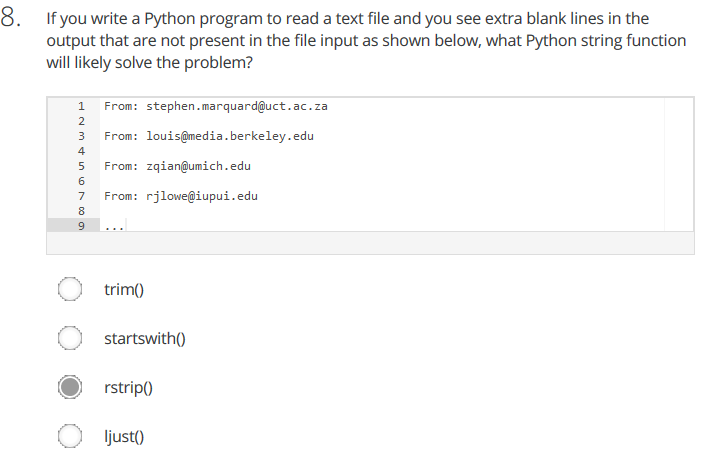 8. If you write a Python program to read a text file and you see extra blank lines in the
output that are not present in the file input as shown below, what Python string function
will likely solve the problem?
1 From: stephen.marquard@uct.ac.za
2
3 From: louis@media.berkeley.edu
4
5 From: zqian@umich.edu
6
7 From: rjlowe@iupui.edu
8
9 ...
trim()
startswith()
rstrip()
ljust()